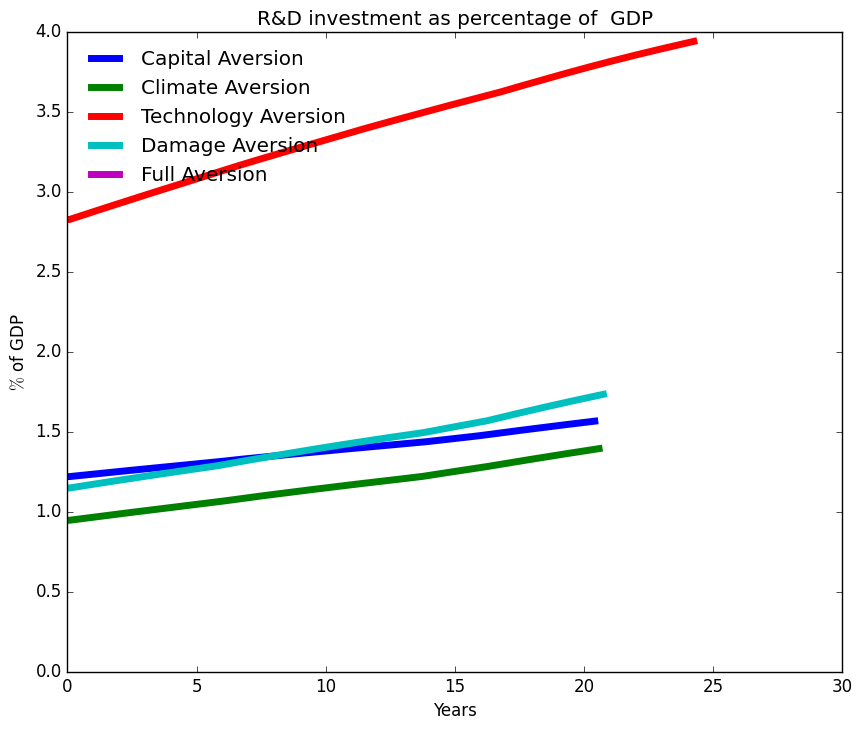 R&D investment as percentage of  GDP
4.0
3.5
3.0
2.5
2.0
1.5
1.0
0.5
0.0
% of GDP
Capital Aversion
Climate Aversion
Technology Aversion
Damage Aversion
Full Aversion
0 5 10 15 20 25 30
Years